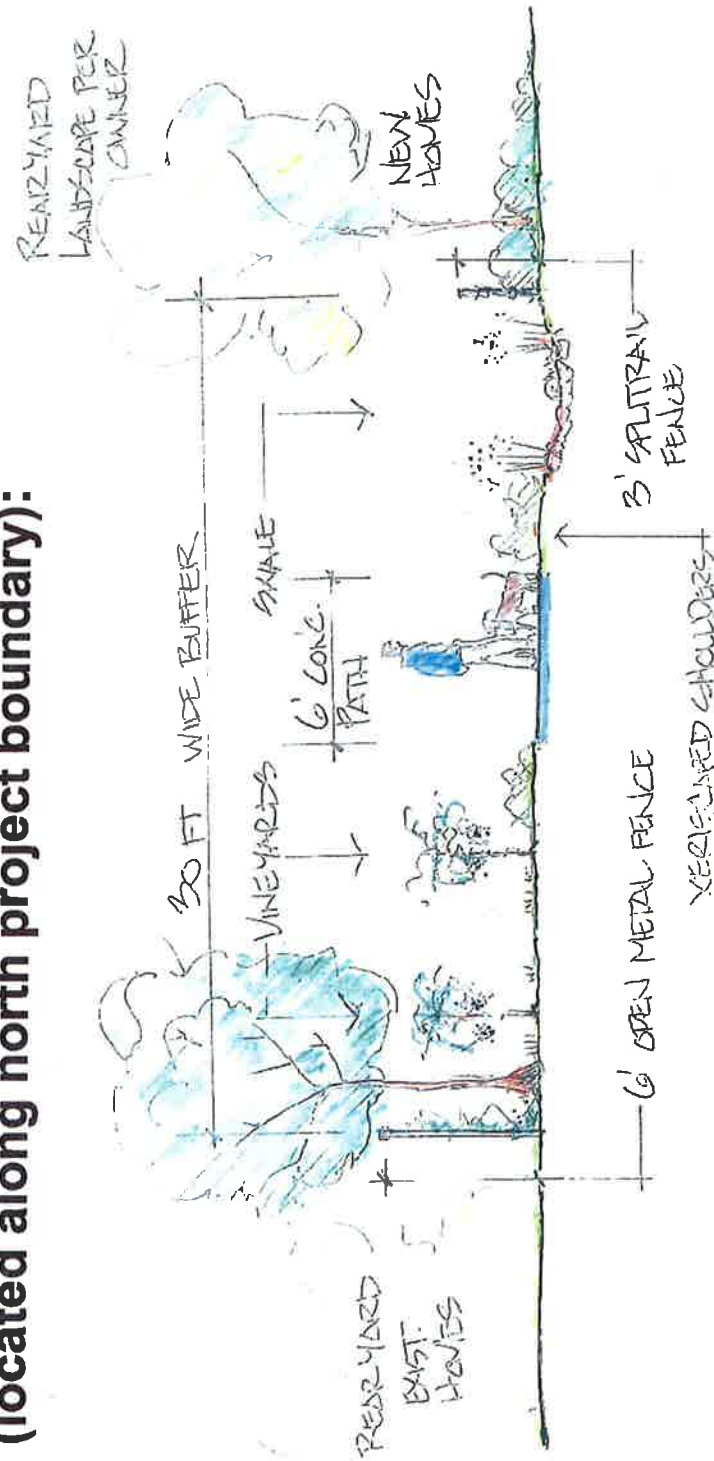 (located along north project boundary):
REARYARD
LANDSCAPE PER
OWNER
30 FT WIDE BUFFER
VINEYARDS
6' CONC.
PATH
SWALE
NEW
HOMES
REARYARD
EXIST.
HOMES
6' OPEN METAL FENCE
XERISCAPED SHOULDERS
3' SPLITRAIL
FENCE